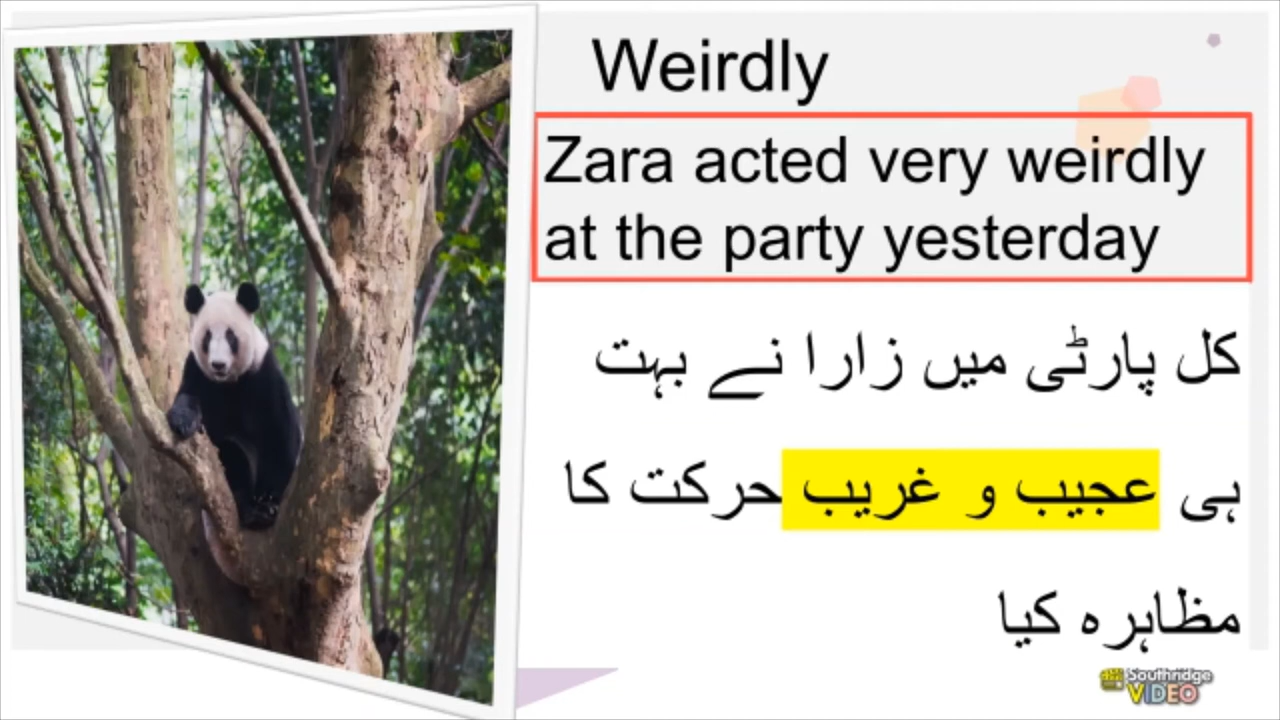 Weirdly
Zara acted very weirdly
at the party yesterday
کل پارٹی میں زارا نے بہت
ہی عجیب و غریب حرکت کا
مظاہرہ کیا
Southridge
VIDEO